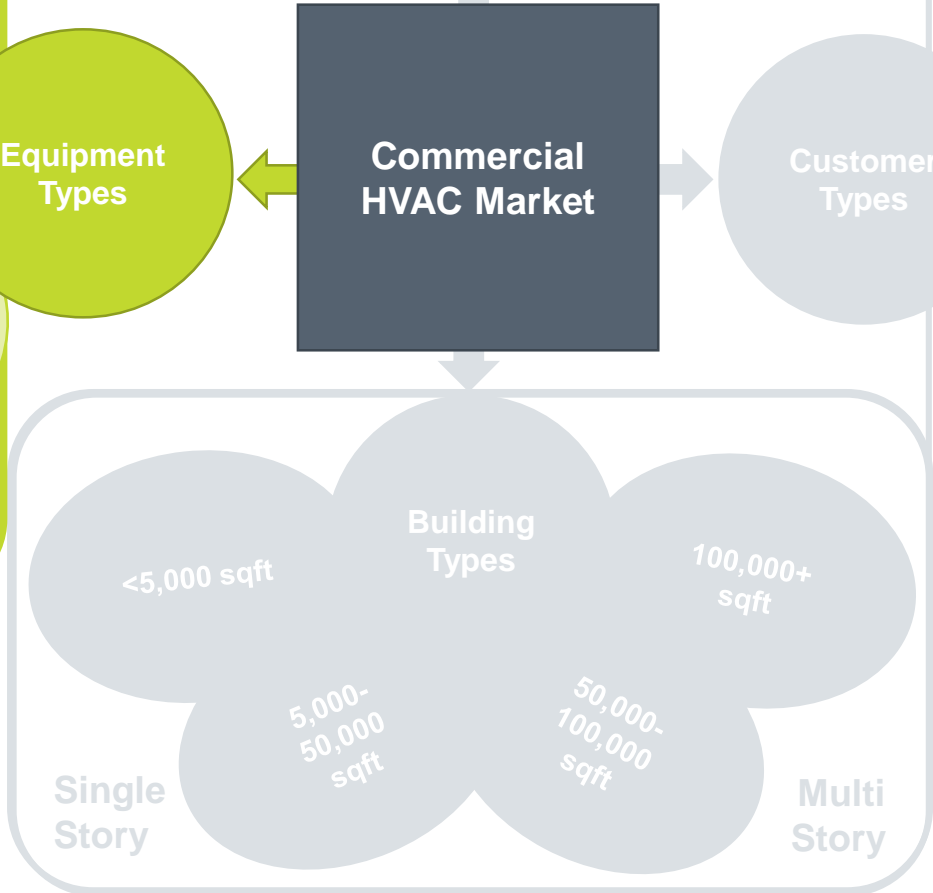 Equipment
Types
Commercial
HVAC Market
Customer
Types
Building
Types
<5,000 sqft
100,000+
sqft
5,000-
50,000
sqft
50,000-
100,000
sqft
Single
Story
Multi
Story